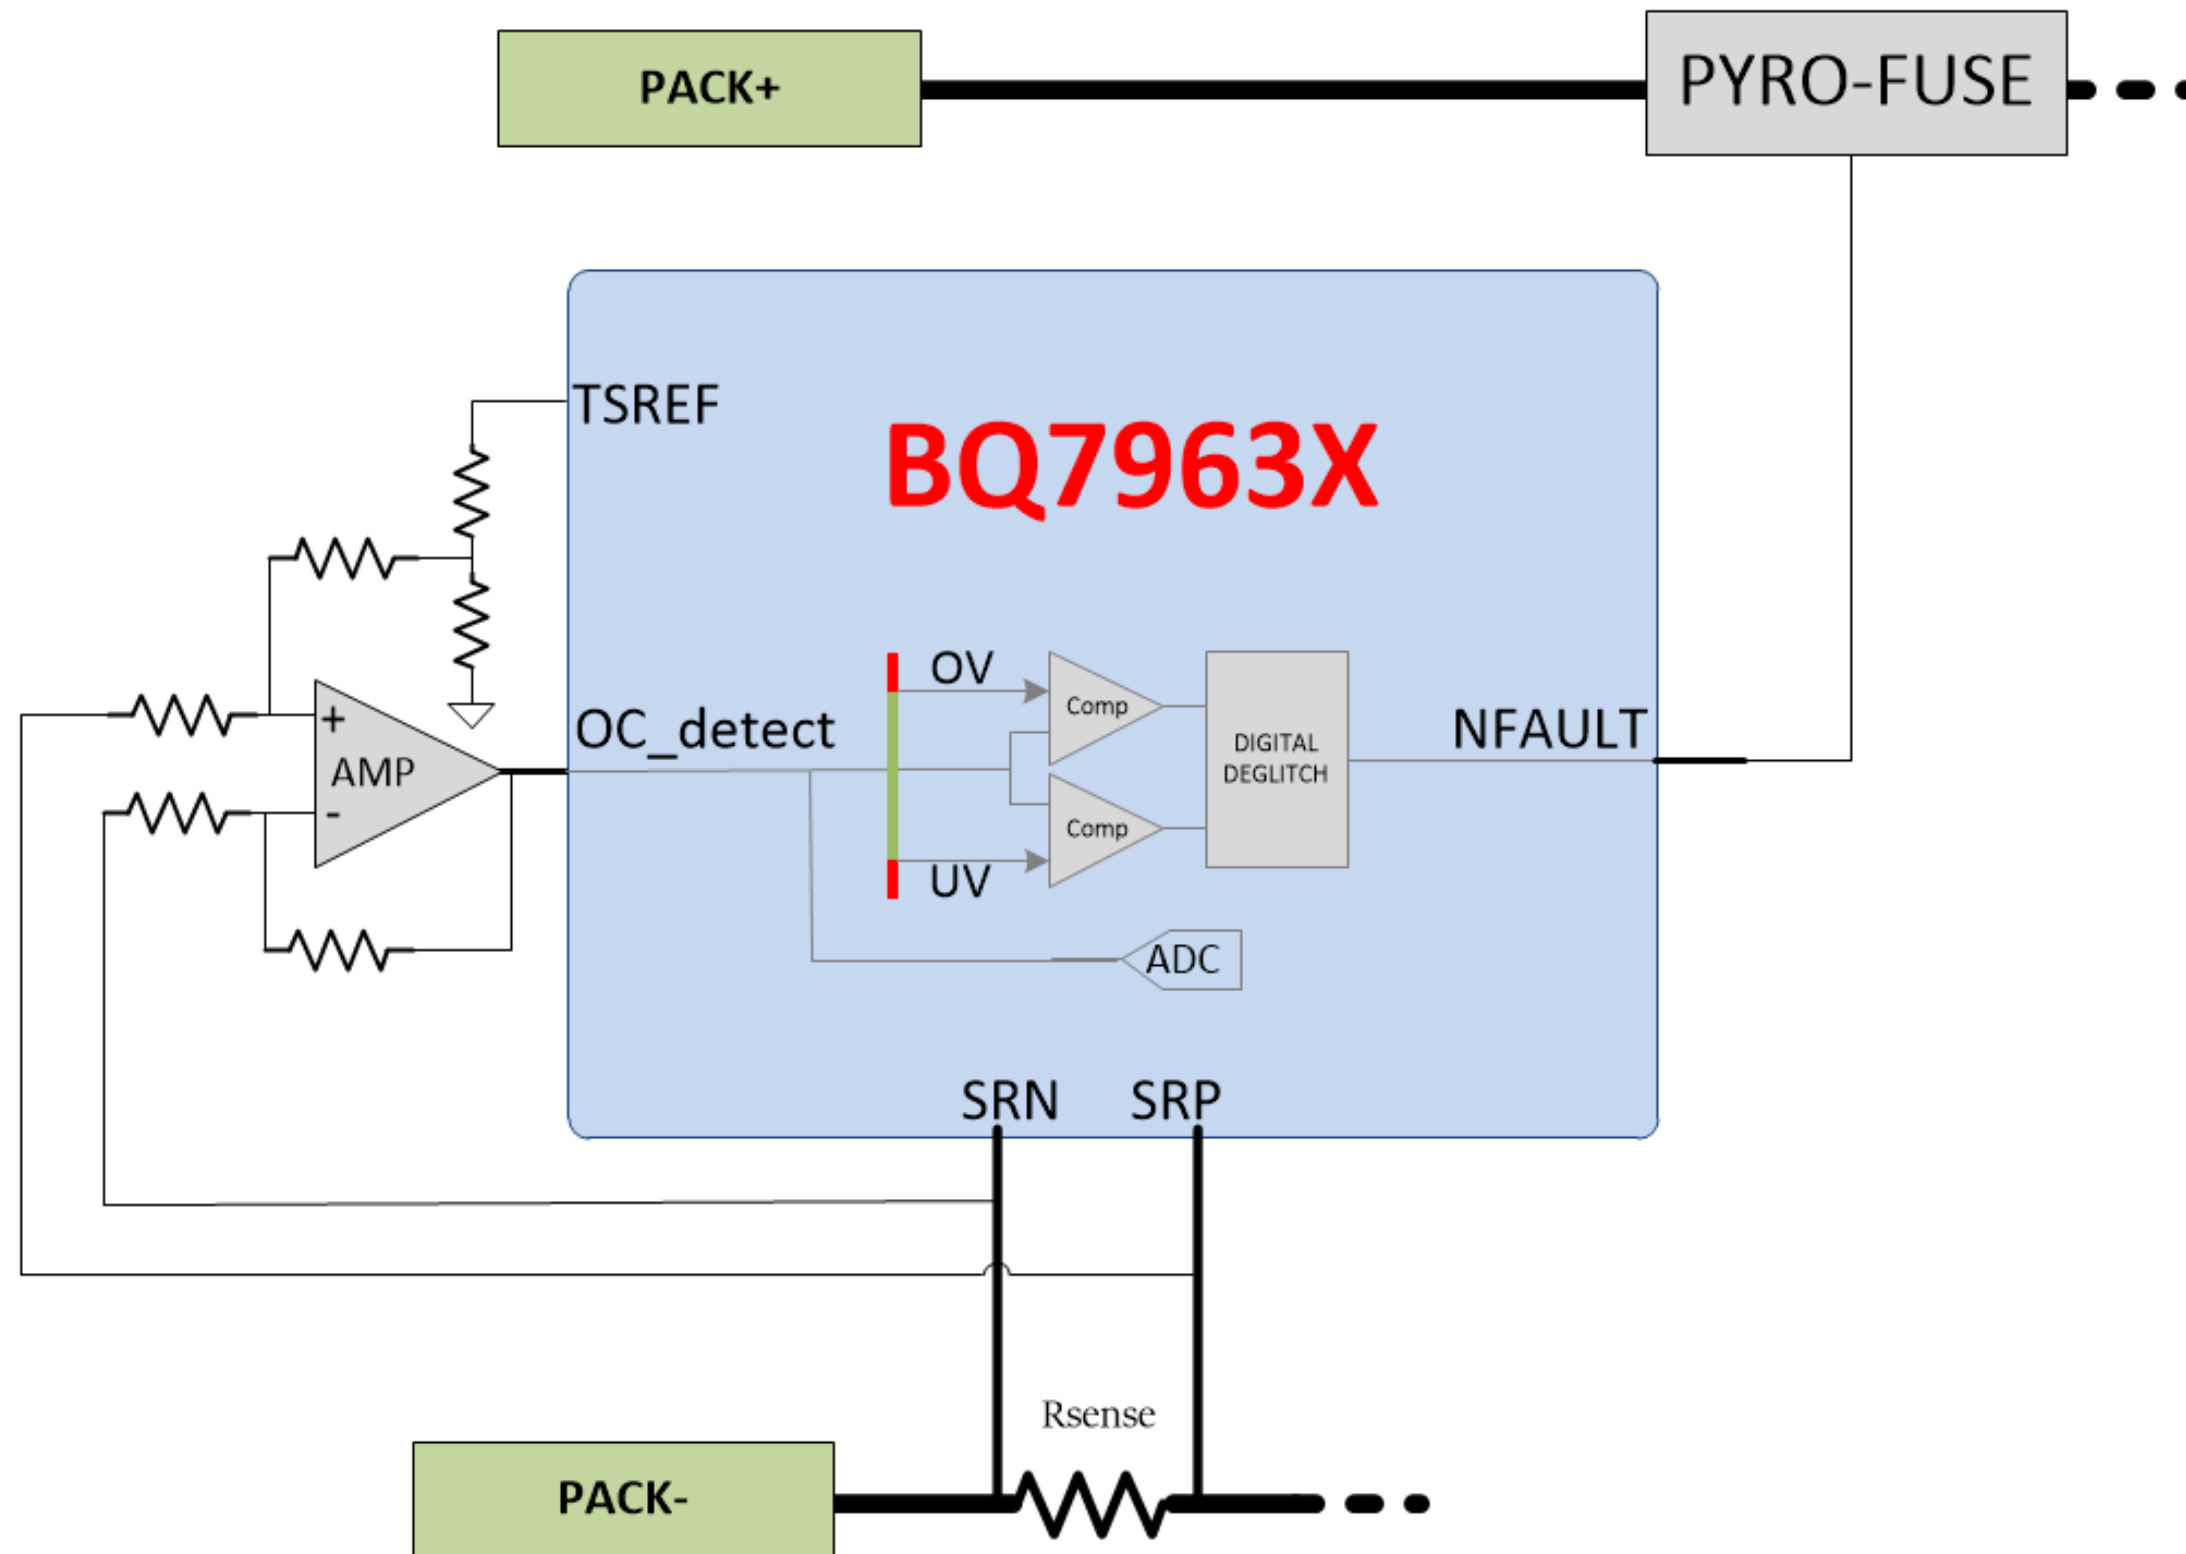 PACK+
PYRO-FUSE
TSREF
BQ7963X
OV
Comp
+
AMP
-
OC_detect
DIGITAL
DEGLITCH
NFAULT
Comp
UV
ADC
SRN
SRP
Rsense
PACK-